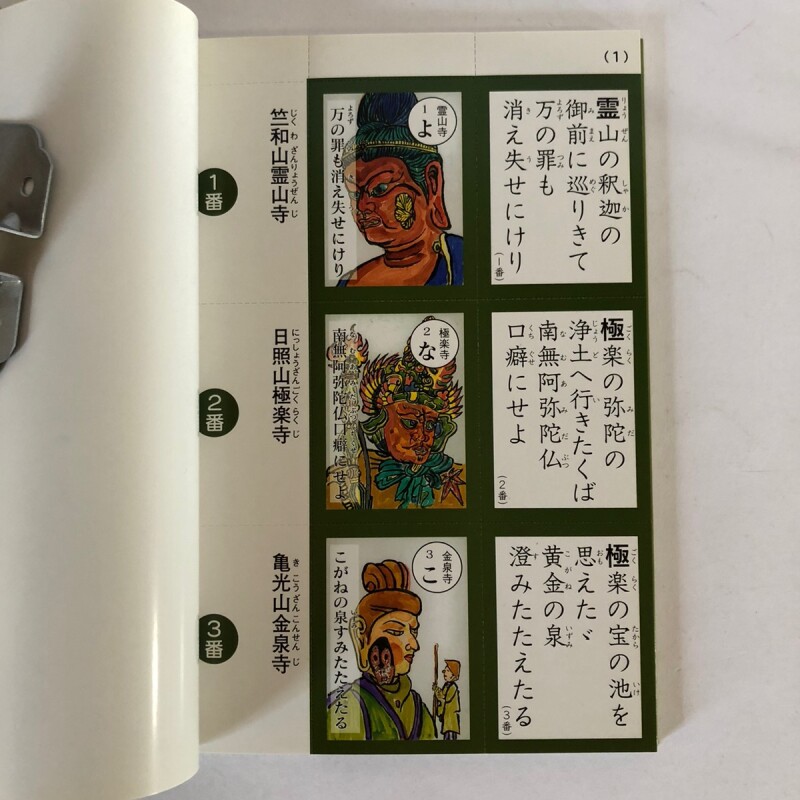 (1)
霊山の釈迦の
御前に巡りきて
万の罪も
消え失せにけり
(1番)
霊山寺
1
よ
万の罪も消え失せにけり
竺和山霊山寺
1番
極楽の弥陀の
浄土へ行きたくば
南無阿弥陀仏
口癖にせよ
(2番)
極楽寺
2
な
南無阿弥陀仏口癖にせよ
日照山極楽寺
2番
極楽の宝の池を
思えたゞ
黄金の泉
澄みたたえたる
(3番)
金泉寺
3
こ
こがねの泉すみたたえたる
亀光山金泉寺
3番